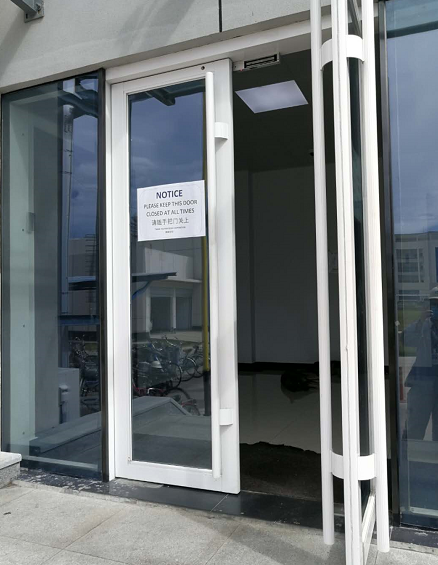 NOTICE
PLEASE KEEP THIS DOOR
CLOSED AT ALL TIMES
请随手把门关上